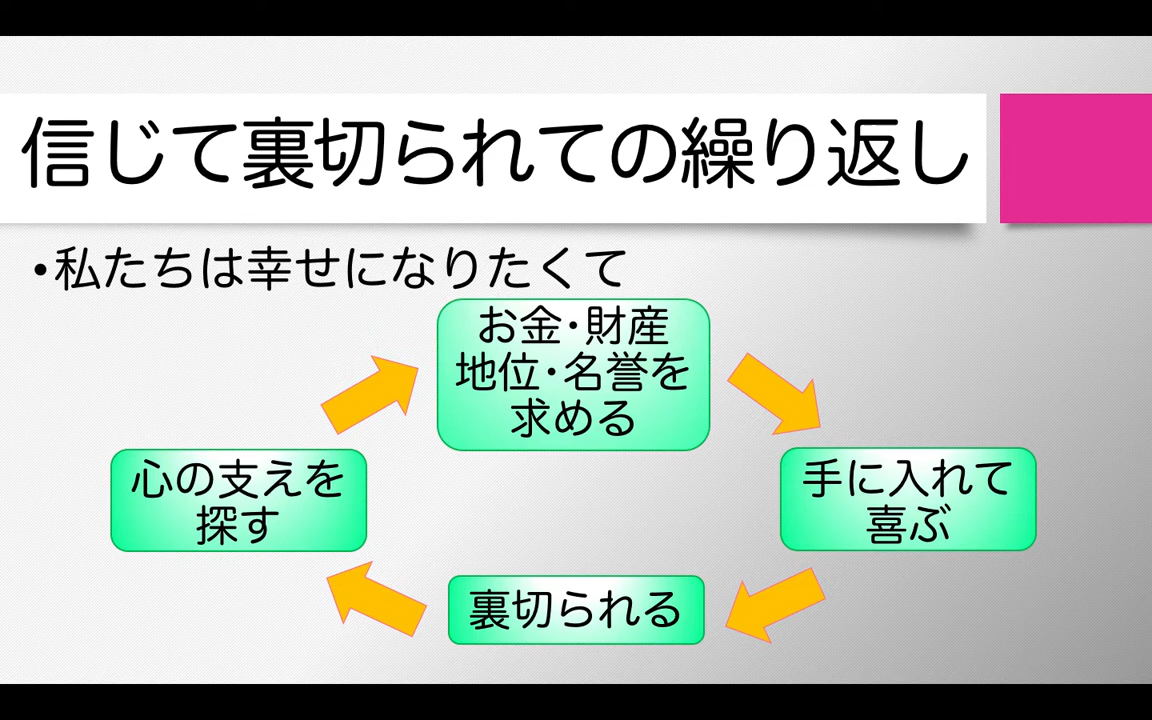 信じて裏切られての繰り返し
•私たちは幸せになりたくて
お金･財産
地位･名誉を
求める
手に入れて
喜ぶ
裏切られる
心の支えを
探す